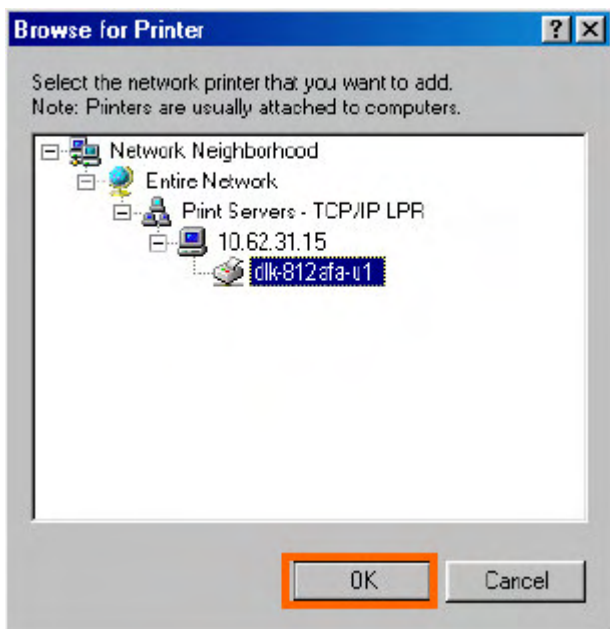 Browse for Printer
Select the network printer that you want to add.
Note: Printers are usually attached to computers.
Network Neighborhood
Entire Network
Print Servers - TCP/IP LPR
10.62.31.15
dlk-812afa-u1
OK
Cancel